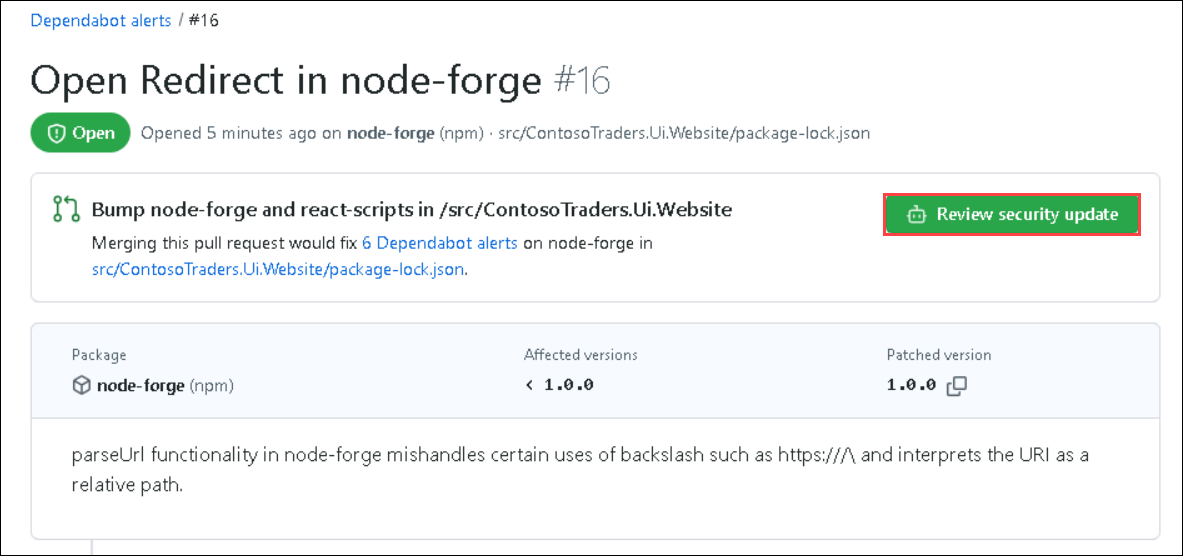 Dependabot alerts / #16
Open Redirect in node-forge #16
Open Opened 5 minutes ago on node-forge (npm) · src/ContosoTraders.Ui.Website/package-lock.json
Bump node-forge and react-scripts in /src/ContosoTraders.Ui.Website
Review security update
Merging this pull request would fix 6 Dependabot alerts on node-forge in
src/ContosoTraders.Ui.Website/package-lock.json.
Package Affected versions Patched version
node-forge (npm) < 1.0.0 1.0.0
parseUrl functionality in node-forge mishandles certain uses of backslash such as https:///\ and interprets the URI as a
relative path.